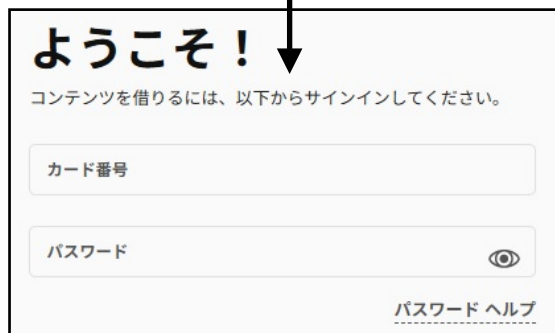 ようこそ！
コンテンツを借りるには、以下からサインインしてください。
カード番号
パスワード
パスワード ヘルプ